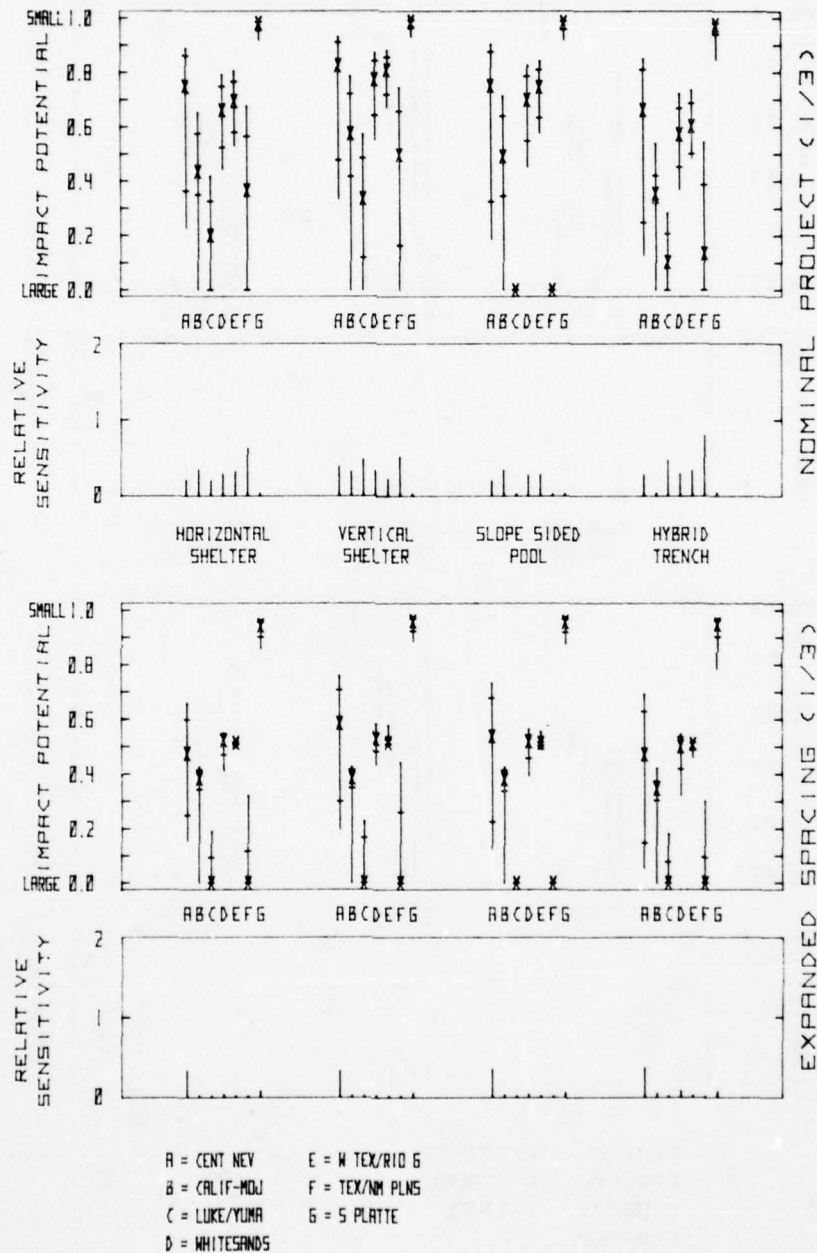 SMALL 1.0
0.8
0.6
0.4
0.2
LARGE 0.0
IMPACT POTENTIAL
ABCDEFG ABCDEFG ABCDEFG ABCDEFG
2
1
0
RELATIVE
SENSITIVITY
HORIZONTAL
SHELTER
VERTICAL
SHELTER
SLOPE SIDED
POOL
HYBRID
TRENCH
NOMINAL PROJECT (1/3)
SMALL 1.0
0.8
0.6
0.4
0.2
LARGE 0.0
IMPACT POTENTIAL
ABCDEFG ABCDEFG ABCDEFG ABCDEFG
2
1
0
RELATIVE
SENSITIVITY
EXPANDED SPACING (1/3)
A = CENT NEV E = W TEX/RIO G
B = CALIF-MOJ F = TEX/NM PLNS
C = LUKE/YUMA G = S PLATTE
D = WHITESANDS